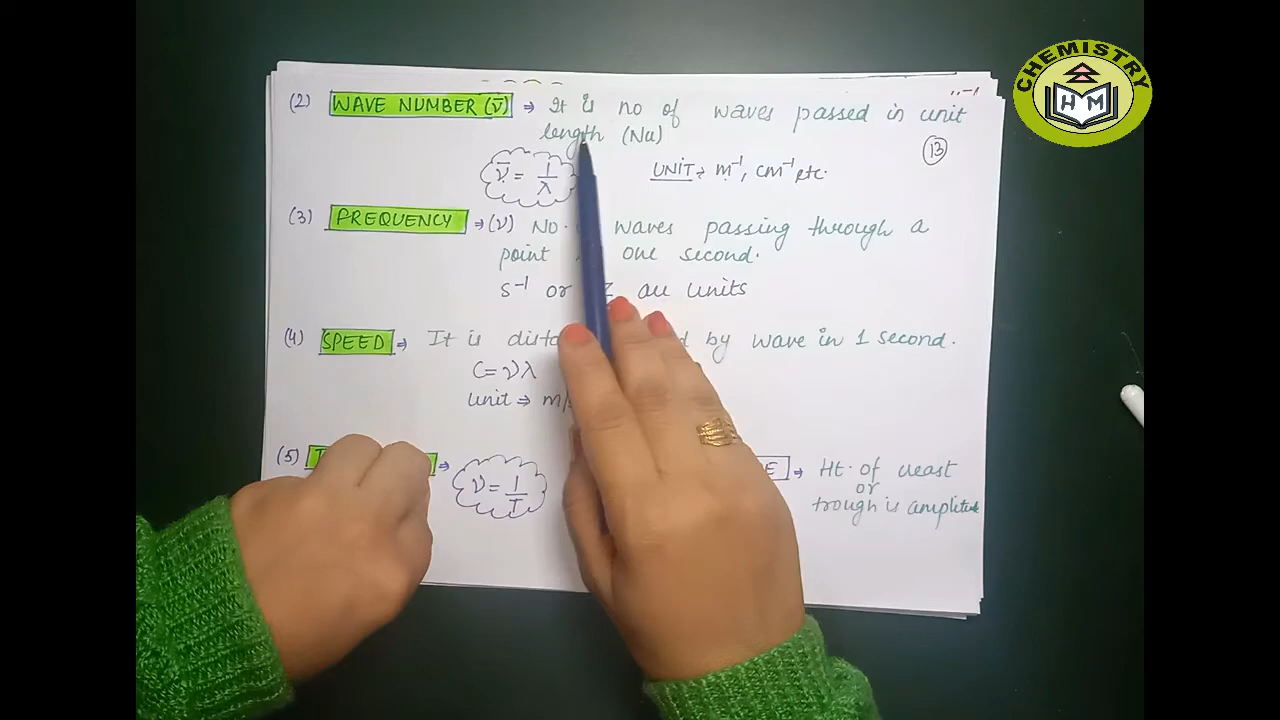 CHEMISTRY
HM
(2) WAVE NUMBER (ν̅) ⇒ It is no of waves passed in unit
length (Nu)
13
ν̅ = 1/λ
UNIT → m⁻¹, cm⁻¹ etc.
(3) FREQUENCY ⇒ (ν) No. waves passing through a
point one second.
s⁻¹ or au units
(4) SPEED ⇒ It is by wave in 1 second.
C = νλ
Unit ⇒
(5) ⇒ ν = 1/T
⇒ Ht. of creast
or
trough is amplitude